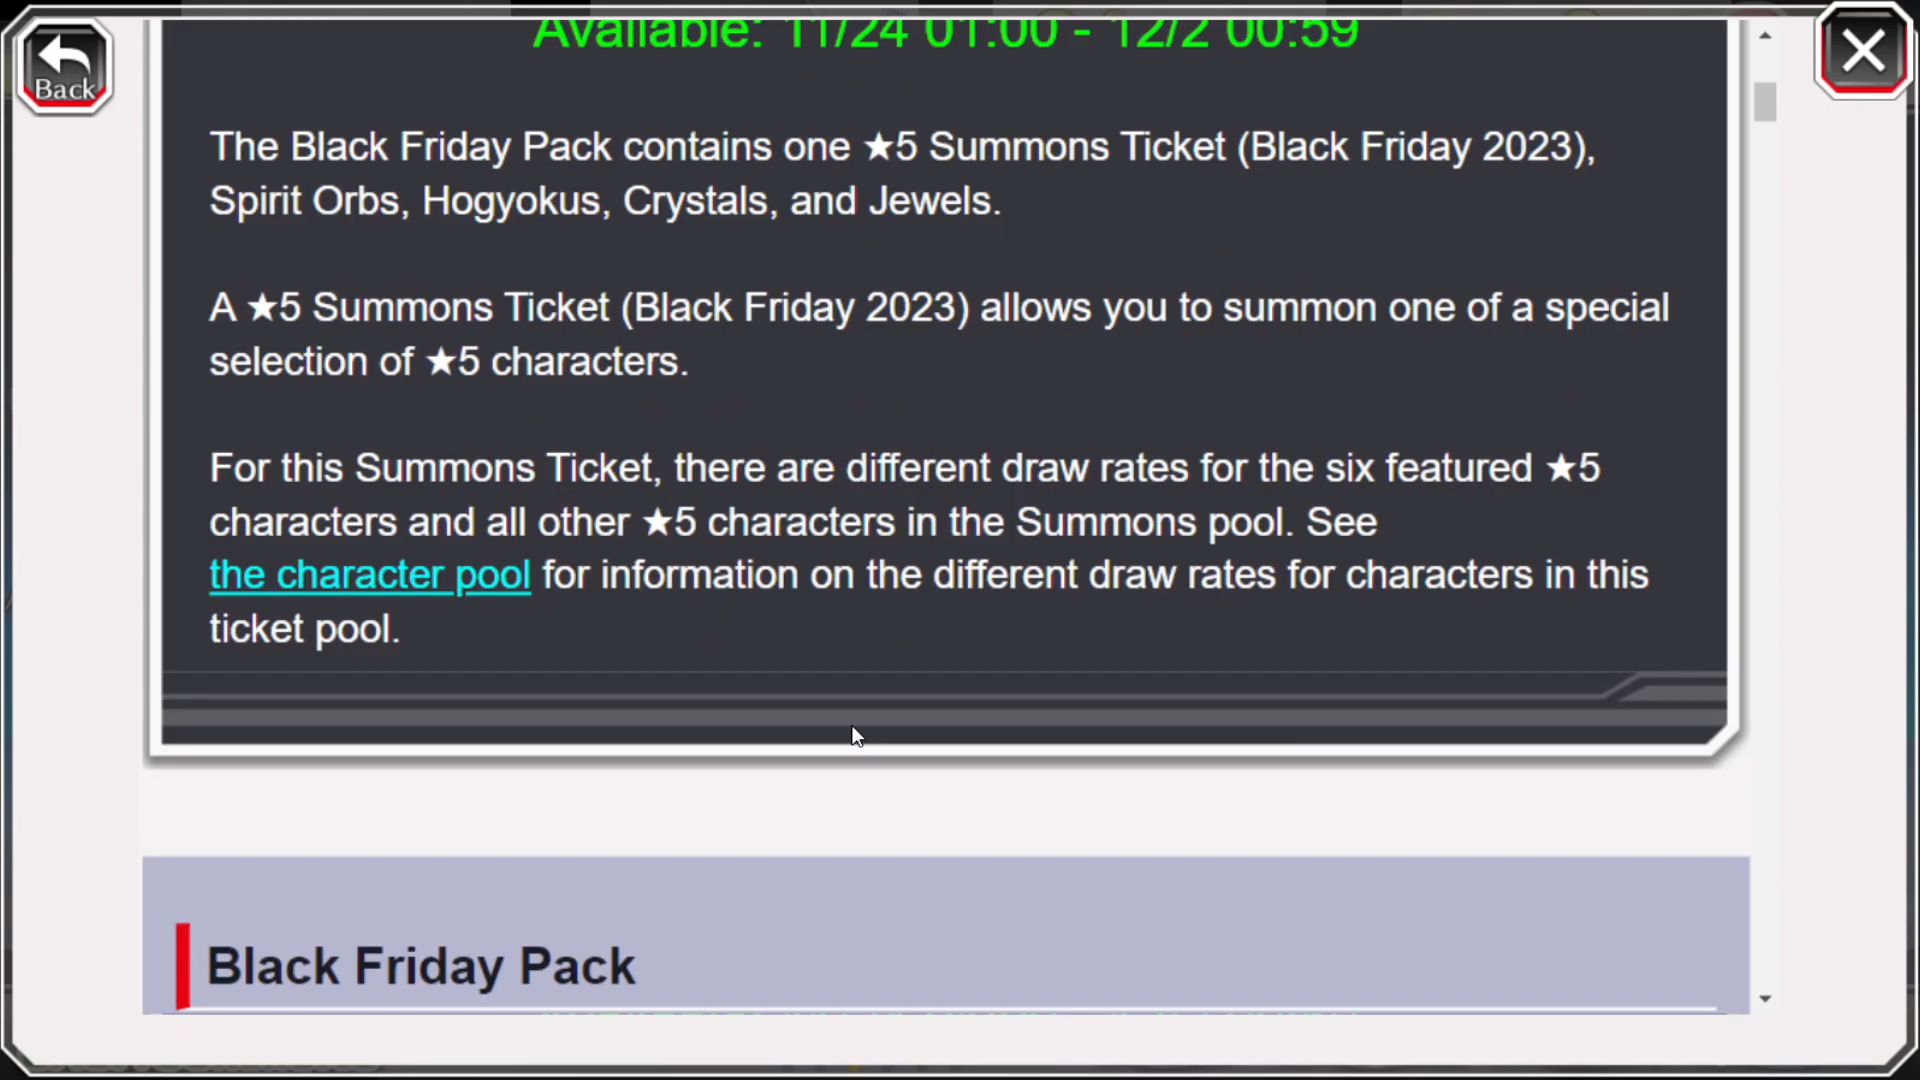 Available: 11/24 01:00 - 12/2 00:59
Back
The Black Friday Pack contains one ★5 Summons Ticket (Black Friday 2023),
Spirit Orbs, Hogyokus, Crystals, and Jewels.
A ★5 Summons Ticket (Black Friday 2023) allows you to summon one of a special
selection of ★5 characters.
For this Summons Ticket, there are different draw rates for the six featured ★5
characters and all other ★5 characters in the Summons pool. See
the character pool for information on the different draw rates for characters in this
ticket pool.
Black Friday Pack